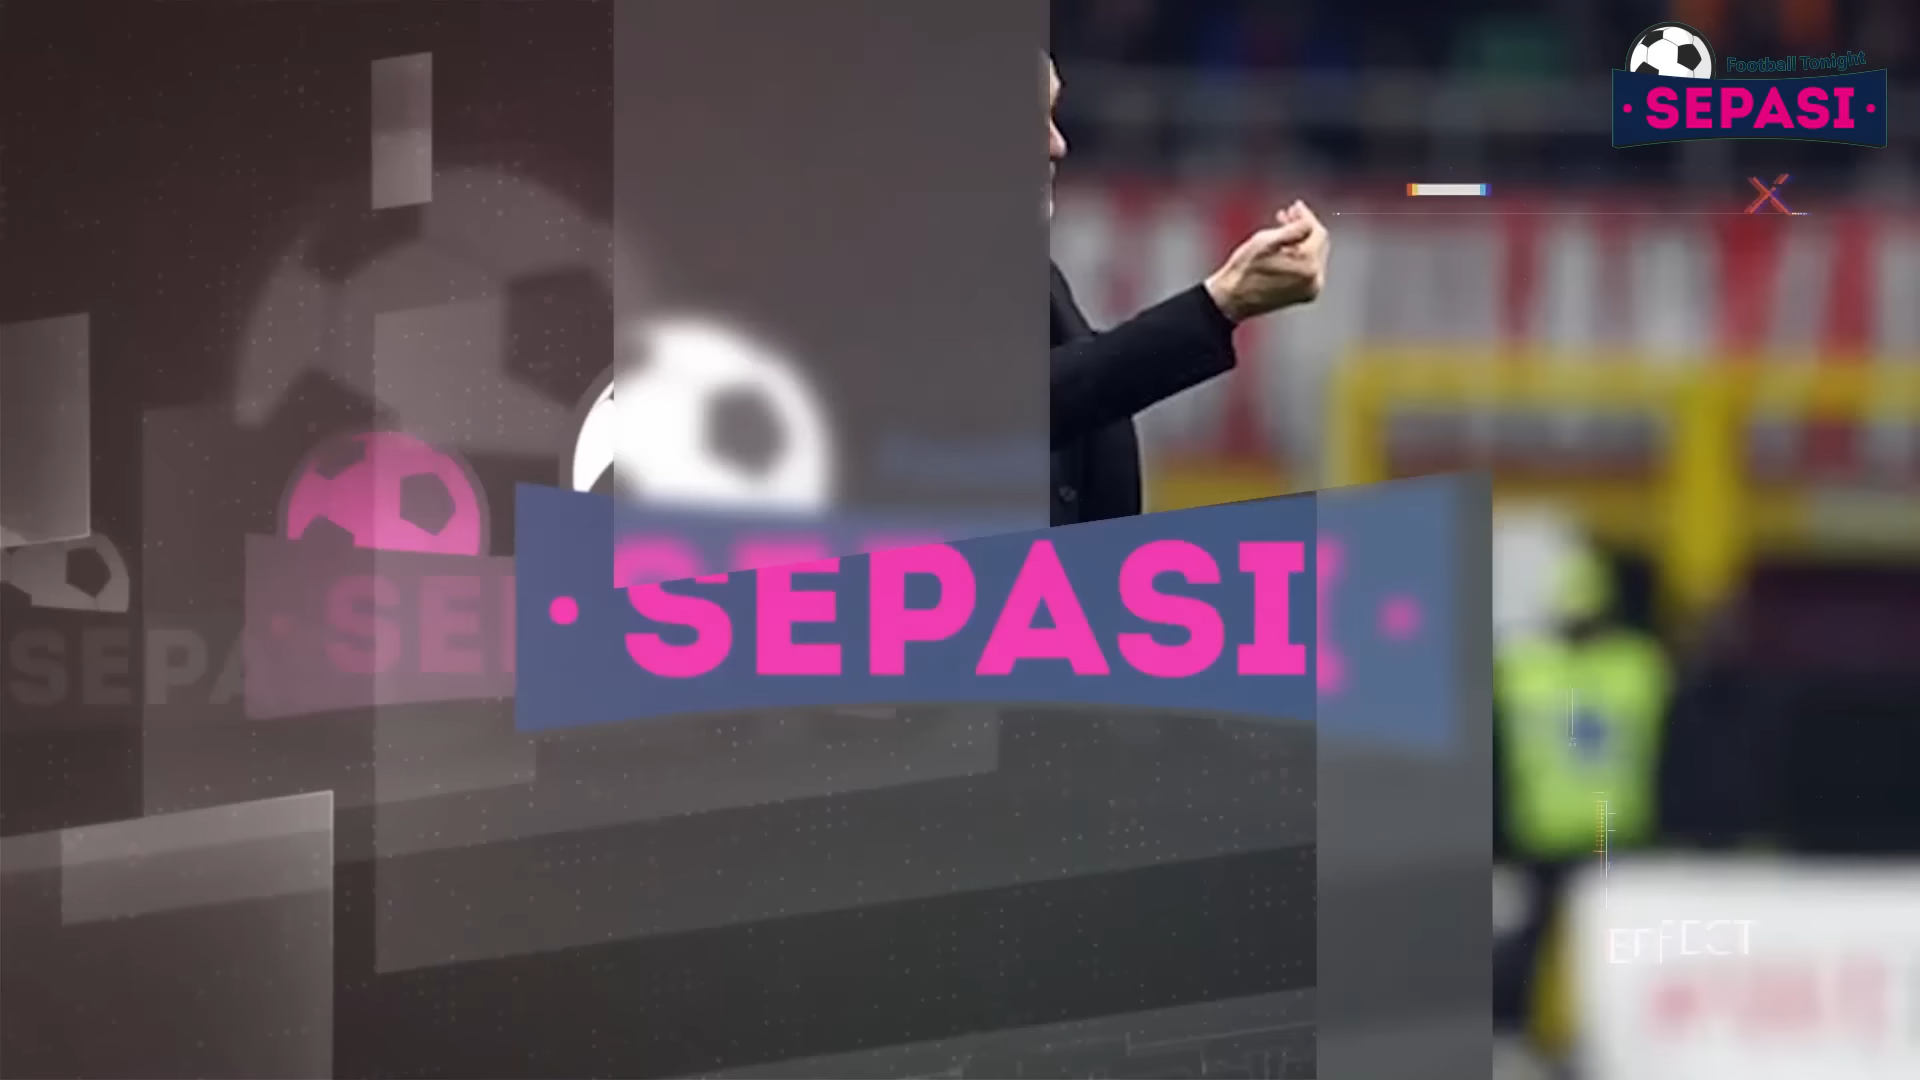 Football Tonight
· SEPASI ·
· SEPASI ·
SEPA
SE
EFFECT